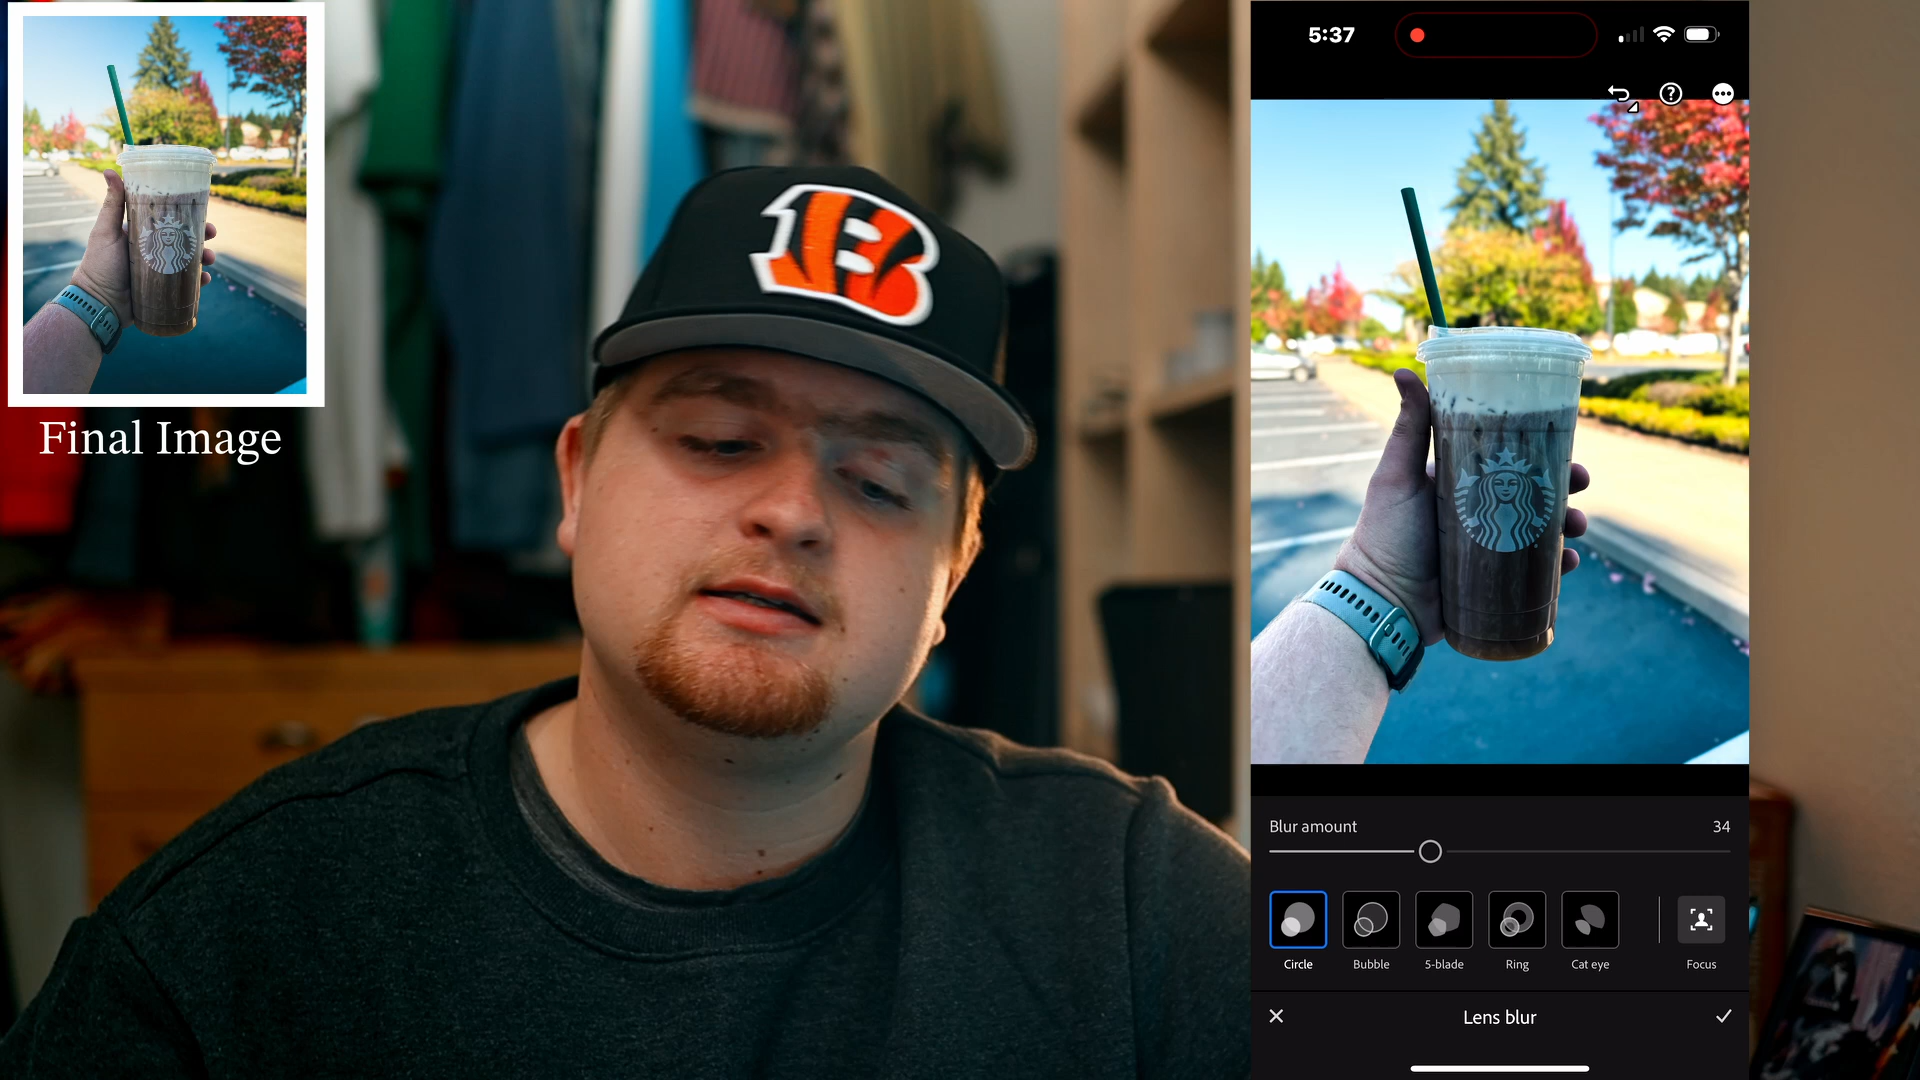 Final Image
5:37
B
Blur amount
34
Circle
Bubble
5-blade
Ring
Cat eye
Focus
Lens blur